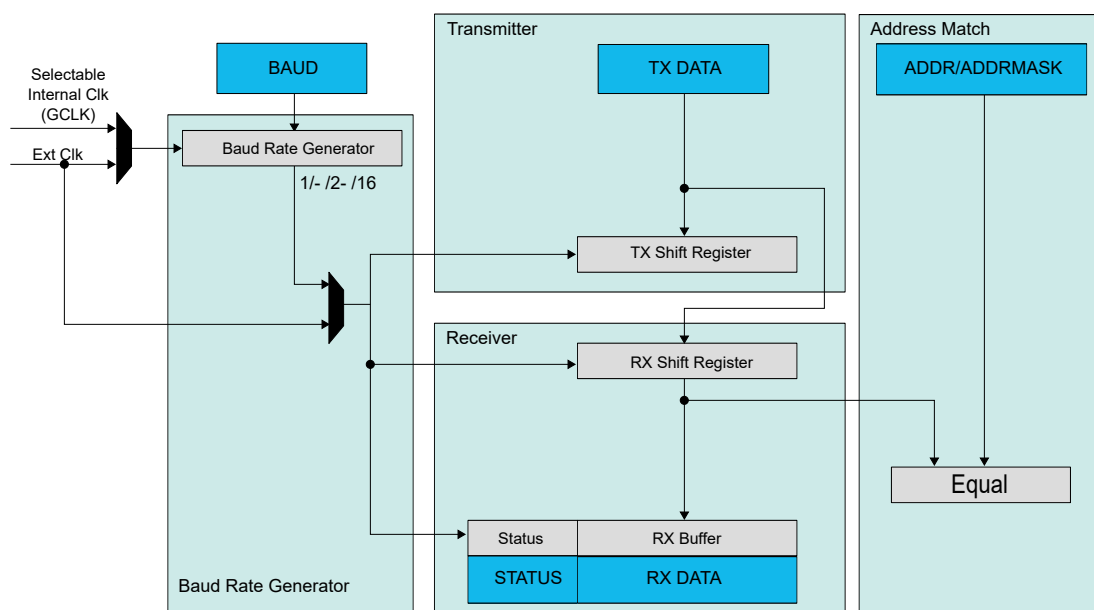 Transmitter
Address Match
BAUD
TX DATA
ADDR/ADDRMASK
Selectable
Internal Clk
(GCLK)
Ext Clk
Baud Rate Generator
1/- /2- /16
TX Shift Register
Receiver
RX Shift Register
Equal
Status
RX Buffer
STATUS
RX DATA
Baud Rate Generator